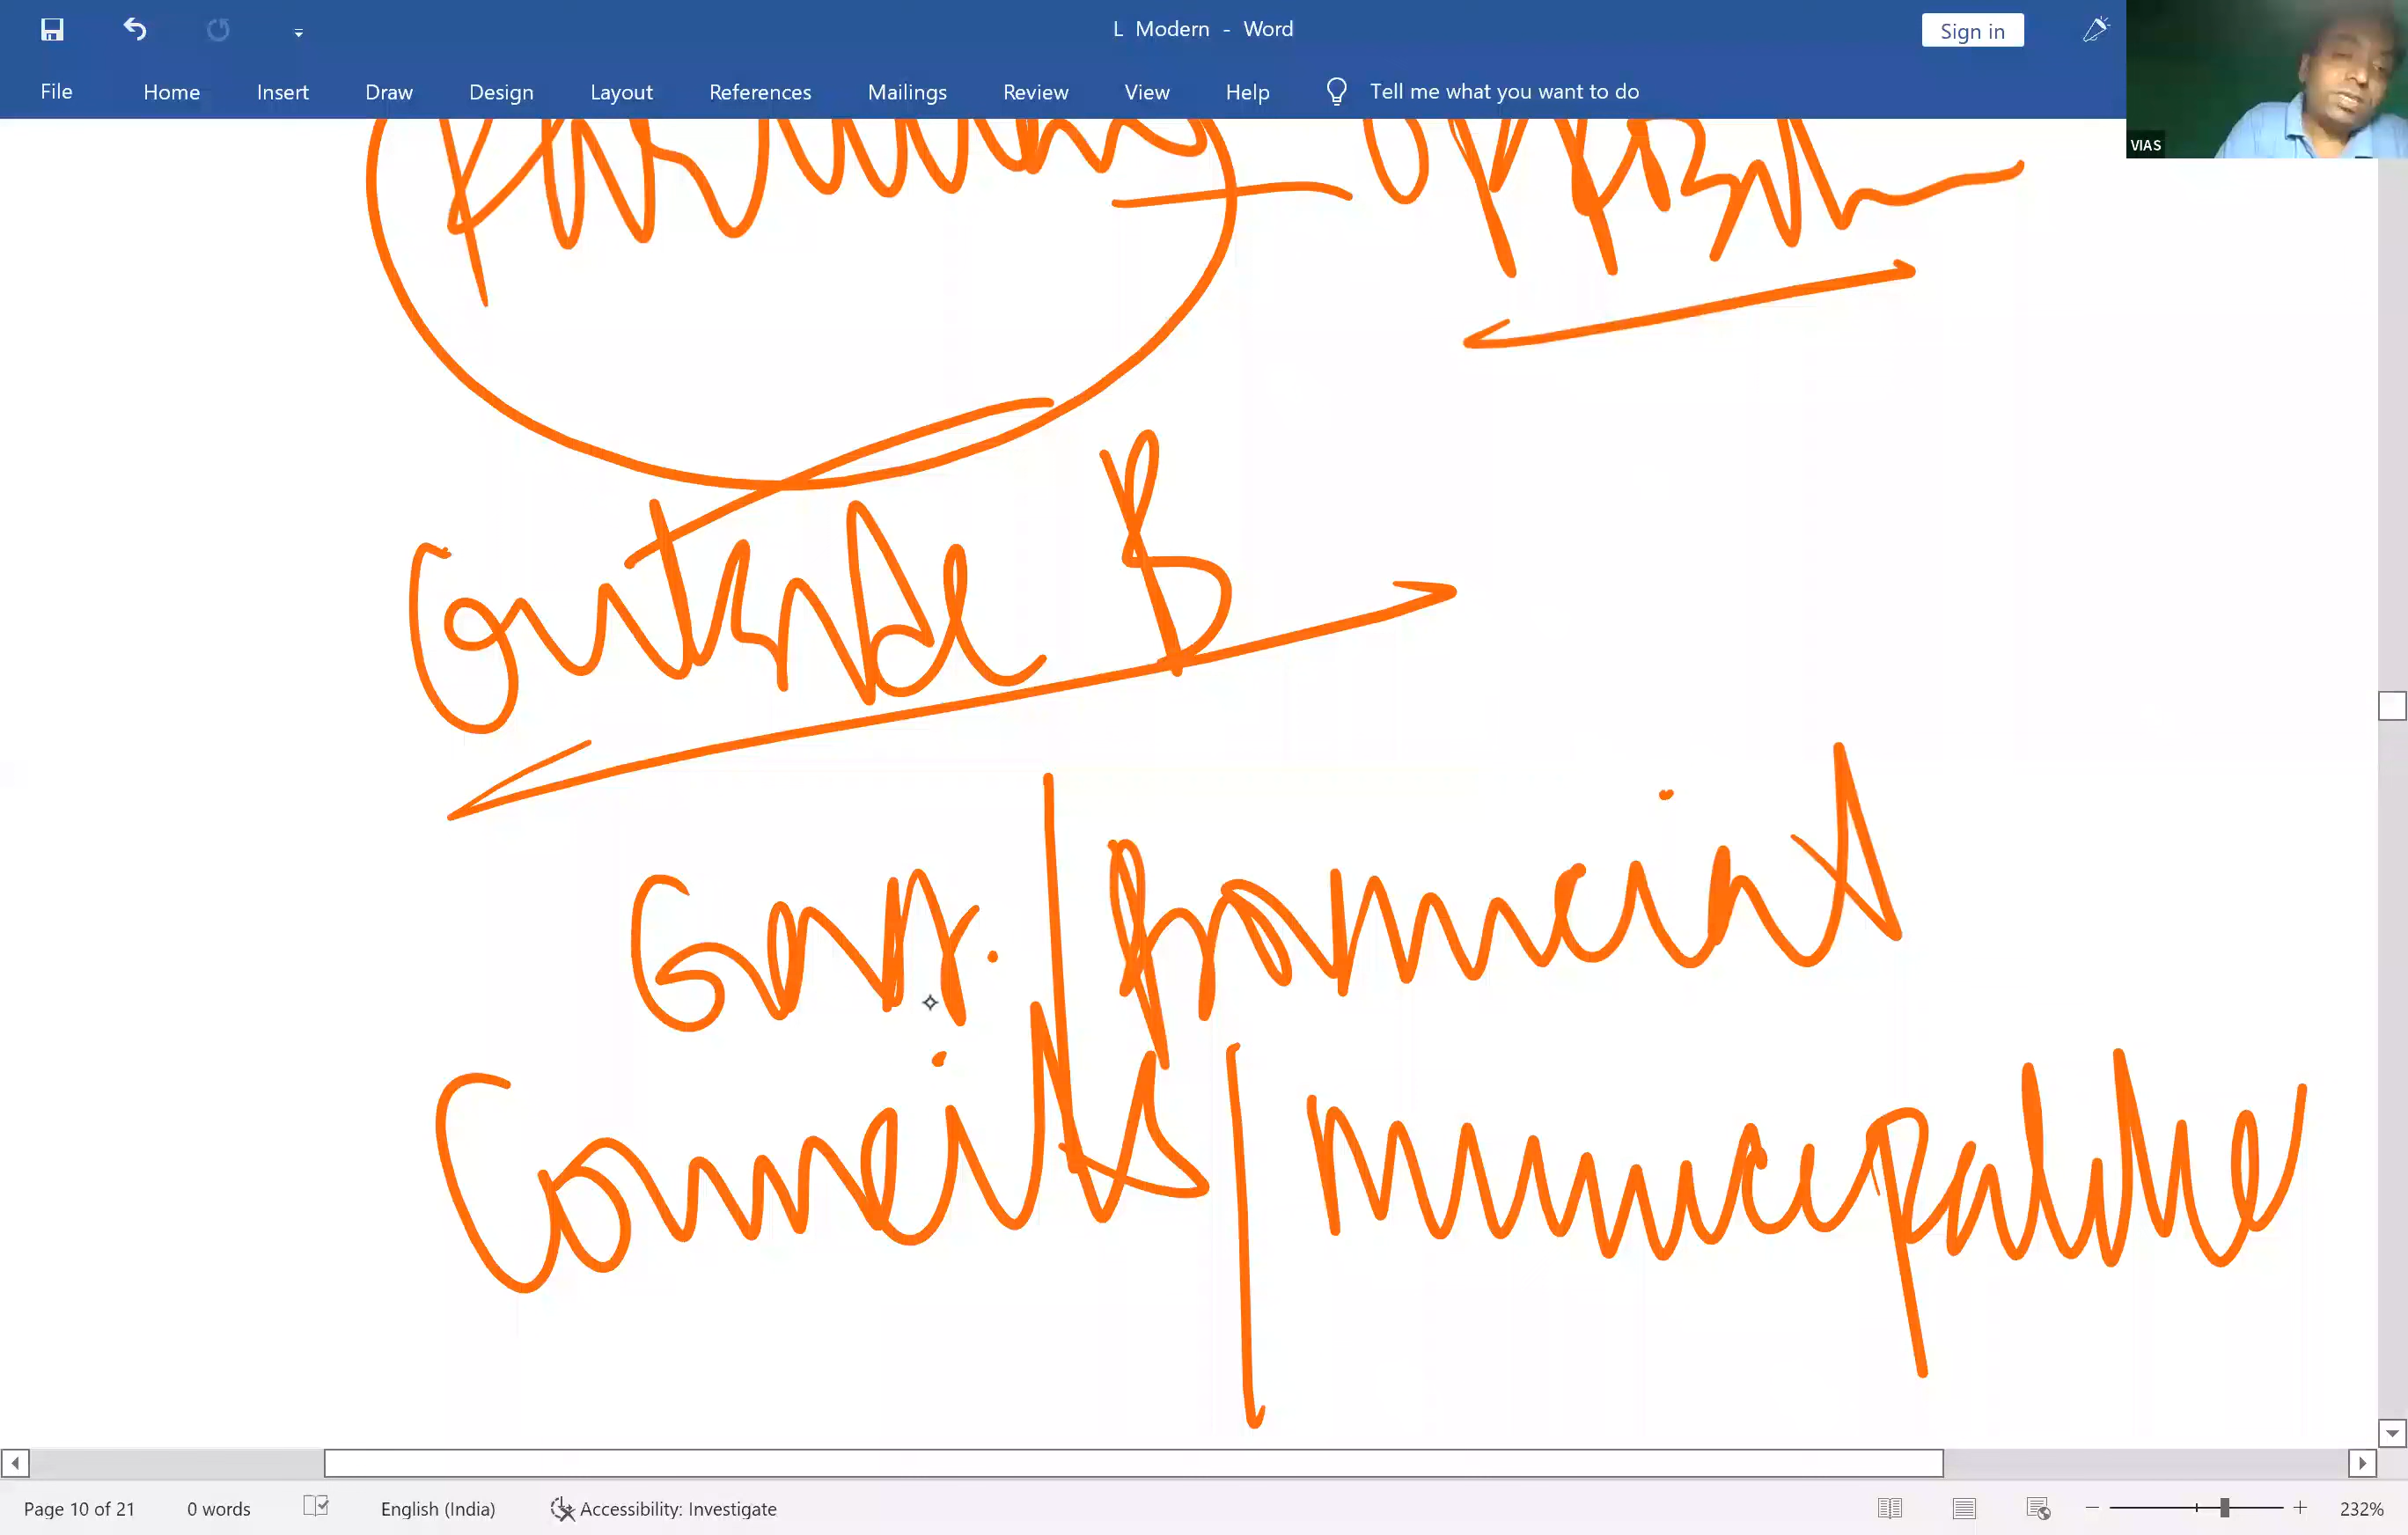 L Modern - Word
Sign in
File Home Insert Draw Design Layout References Mailings Review View Help Tell me what you want to do
VIAS
outside B
Govt. / Provincial
Councils / municipalities
Page 10 of 21 0 words English (India) Accessibility: Investigate 232%